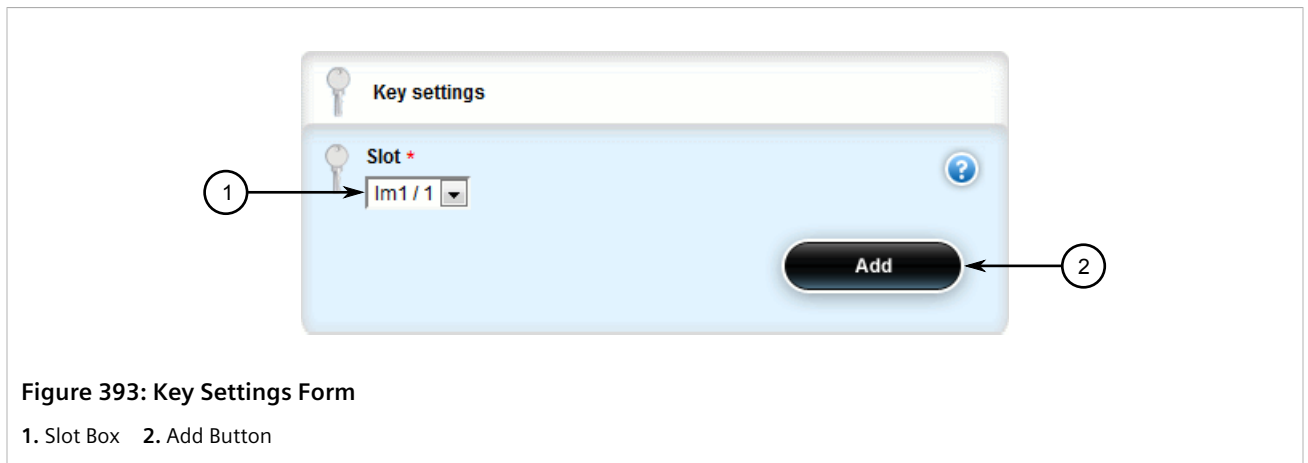 Key settings
Slot *
lm1 / 1
?
1
Add
2
Figure 393: Key Settings Form
1. Slot Box 2. Add Button